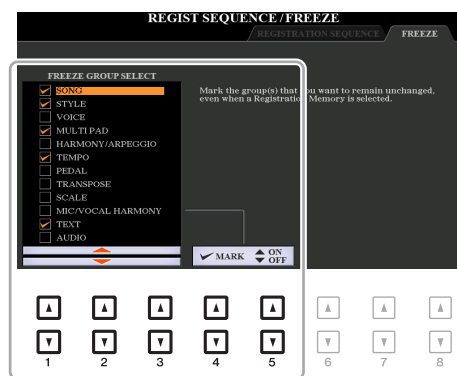 REGIST SEQUENCE / FREEZE
REGISTRATION SEQUENCE
FREEZE
FREEZE GROUP SELECT
SONG
STYLE
VOICE
MULTI PAD
HARMONY/ARPEGGIO
TEMPO
PEDAL
TRANSPOSE
SCALE
MIC/VOCAL HARMONY
TEXT
AUDIO
Mark the group(s) that you want to remain unchanged,
even when a Registration Memory is selected.
MARK
ON
OFF
1 2 3 4 5 6 7 8